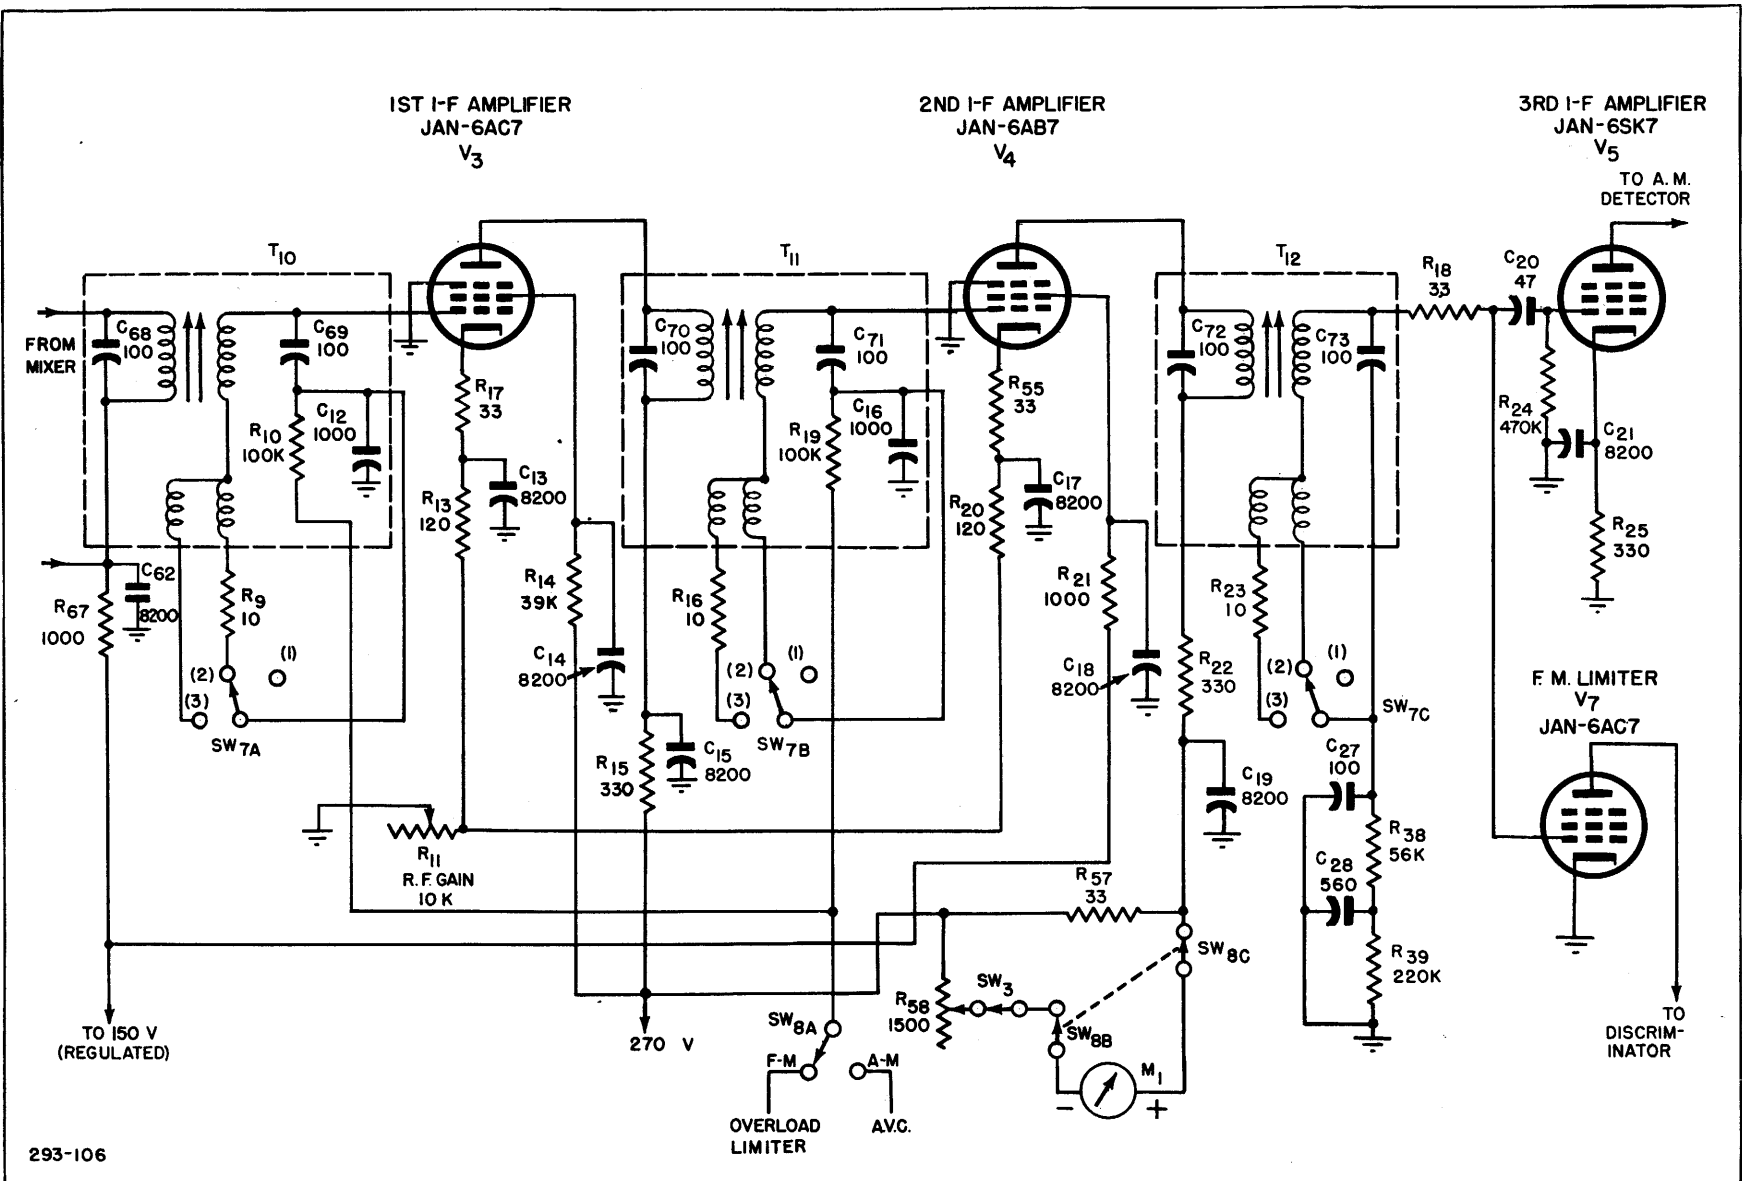 1ST I-F AMPLIFIER
JAN-6AC7
V3
2ND I-F AMPLIFIER
JAN-6AB7
V4
3RD I-F AMPLIFIER
JAN-6SK7
V5
TO A. M.
DETECTOR
T10
T11
T12
R18
33
C20
47
FROM
MIXER
C68
100
C69
100
C70
100
C71
100
C72
100
C73
100
R17
33
R55
33
R10
100K
C12
1000
R19
100K
C16
1000
R24
470K
C21
8200
C13
8200
R13
120
C17
8200
R20
120
R25
330
C62
8200
R67
1000
R9
10
R14
39K
R16
10
R21
1000
R23
10
C14
8200
C18
8200
R22
330
(1)
(2)
(3)
SW7A
(1)
(2)
(3)
SW7B
(1)
(2)
(3)
SW7C
F. M. LIMITER
V7
JAN-6AC7
R15
330
C15
8200
C19
8200
C27
100
R38
56K
C28
560
R39
220K
R11
R.F. GAIN
10 K
R57
33
SW8C
R58
1500
SW3
SW8B
M1
- +
TO 150 V
(REGULATED)
270 V
SW8A
F-M
A-M
OVERLOAD
LIMITER
A.V.C.
TO
DISCRIM-
INATOR
293-106